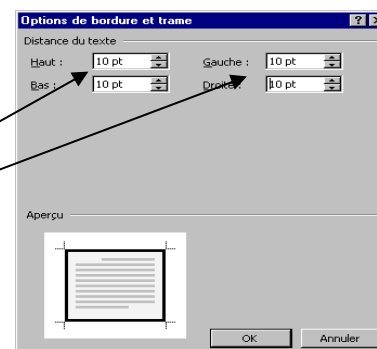 Options de bordure et trame
Distance du texte
Haut : 10 pt Gauche : 10 pt
Bas : 10 pt Droite : 10 pt
Aperçu
OK Annuler